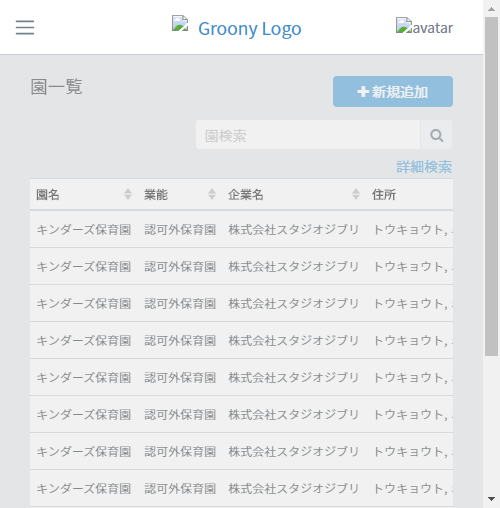 Groony Logo
avatar
園一覧
新規追加
園検索
詳細検索
園名 業能 企業名 住所
キンダーズ保育園 認可外保育園 株式会社スタジオジブリ トウキョウト,
キンダーズ保育園 認可外保育園 株式会社スタジオジブリ トウキョウト,
キンダーズ保育園 認可外保育園 株式会社スタジオジブリ トウキョウト,
キンダーズ保育園 認可外保育園 株式会社スタジオジブリ トウキョウト,
キンダーズ保育園 認可外保育園 株式会社スタジオジブリ トウキョウト,
キンダーズ保育園 認可外保育園 株式会社スタジオジブリ トウキョウト,
キンダーズ保育園 認可外保育園 株式会社スタジオジブリ トウキョウト,
キンダーズ保育園 認可外保育園 株式会社スタジオジブリ トウキョウト,